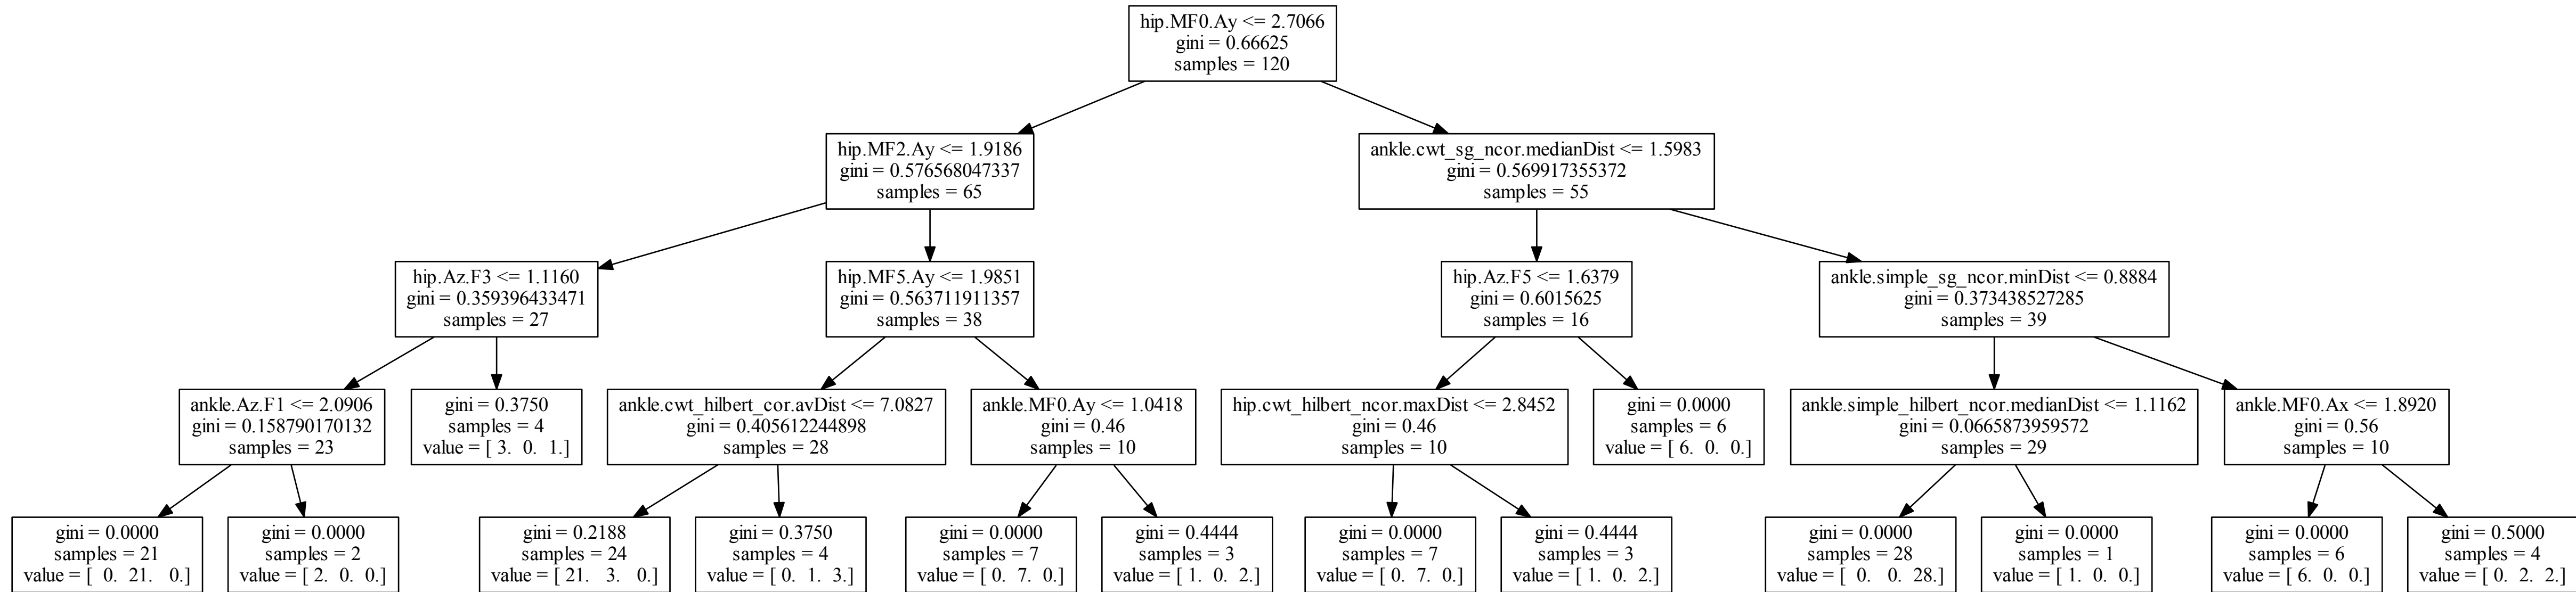 hip.MF0.Ay <= 2.7066
gini = 0.66625
samples = 120
hip.MF2.Ay <= 1.9186
gini = 0.576568047337
samples = 65
ankle.cwt_sg_ncor.medianDist <= 1.5983
gini = 0.569917355372
samples = 55
hip.Az.F3 <= 1.1160
gini = 0.359396433471
samples = 27
hip.MF5.Ay <= 1.9851
gini = 0.563711911357
samples = 38
hip.Az.F5 <= 1.6379
gini = 0.6015625
samples = 16
ankle.simple_sg_ncor.minDist <= 0.8884
gini = 0.373438527285
samples = 39
ankle.Az.F1 <= 2.0906
gini = 0.158790170132
samples = 23
gini = 0.3750
samples = 4
value = [ 3. 0. 1.]
ankle.cwt_hilbert_cor.avDist <= 7.0827
gini = 0.405612244898
samples = 28
ankle.MF0.Ay <= 1.0418
gini = 0.46
samples = 10
hip.cwt_hilbert_ncor.maxDist <= 2.8452
gini = 0.46
samples = 10
gini = 0.0000
samples = 6
value = [ 6. 0. 0.]
ankle.simple_hilbert_ncor.medianDist <= 1.1162
gini = 0.0665873959572
samples = 29
ankle.MF0.Ax <= 1.8920
gini = 0.56
samples = 10
gini = 0.0000
samples = 21
value = [ 0. 21. 0.]
gini = 0.0000
samples = 2
value = [ 2. 0. 0.]
gini = 0.2188
samples = 24
value = [ 21. 3. 0.]
gini = 0.3750
samples = 4
value = [ 0. 1. 3.]
gini = 0.0000
samples = 7
value = [ 0. 7. 0.]
gini = 0.4444
samples = 3
value = [ 1. 0. 2.]
gini = 0.0000
samples = 7
value = [ 0. 7. 0.]
gini = 0.4444
samples = 3
value = [ 1. 0. 2.]
gini = 0.0000
samples = 28
value = [ 0. 0. 28.]
gini = 0.0000
samples = 1
value = [ 1. 0. 0.]
gini = 0.0000
samples = 6
value = [ 6. 0. 0.]
gini = 0.5000
samples = 4
value = [ 0. 2. 2.]